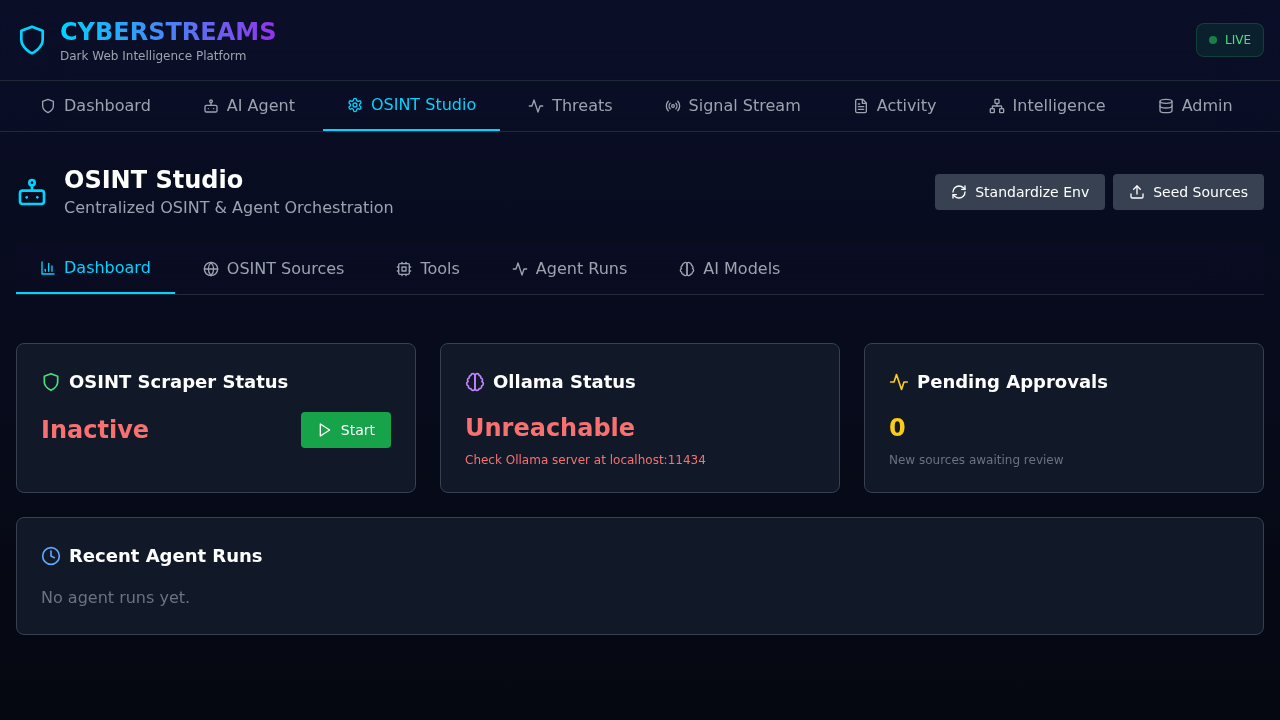 CYBERSTREAMS
Dark Web Intelligence Platform
LIVE
Dashboard
AI Agent
OSINT Studio
Threats
Signal Stream
Activity
Intelligence
Admin
OSINT Studio
Centralized OSINT & Agent Orchestration
Standardize Env
Seed Sources
Dashboard
OSINT Sources
Tools
Agent Runs
AI Models
OSINT Scraper Status
Inactive
Start
Ollama Status
Unreachable
Check Ollama server at localhost:11434
Pending Approvals
0
New sources awaiting review
Recent Agent Runs
No agent runs yet.